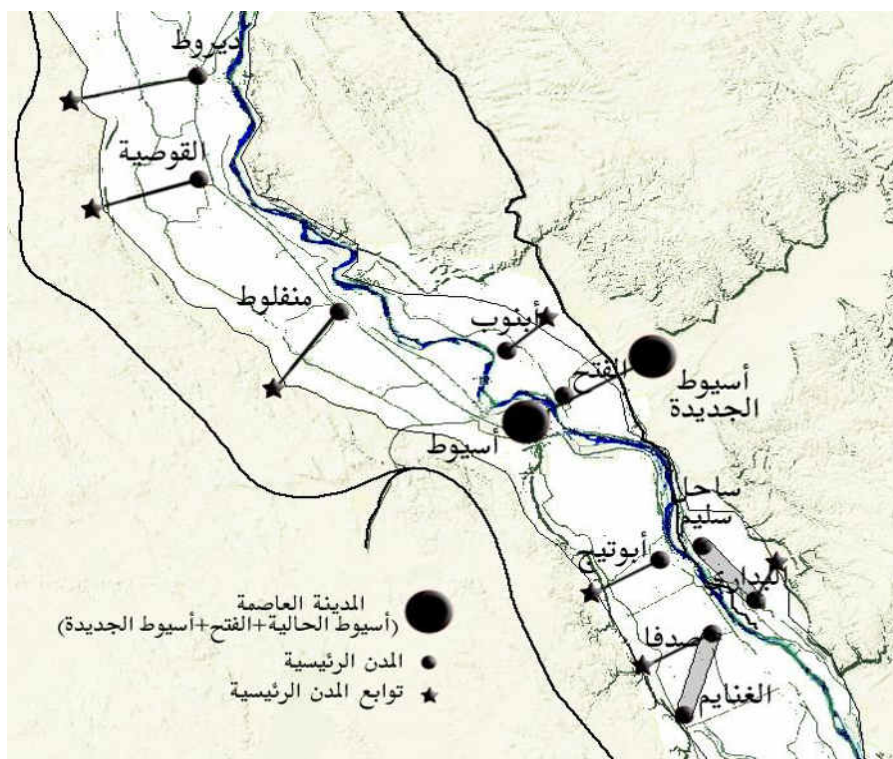 ديروط
القوصية
منفلوط
أبنوب
الفتح
أسيوط
الجديدة
أسيوط
ساحل
سليم
أبوتيج
البداري
صدفا
الغنايم
المدينة العاصمة
(أسيوط الحالية+الفتح+أسيوط الجديدة)
المدن الرئيسية
توابع المدن الرئيسية